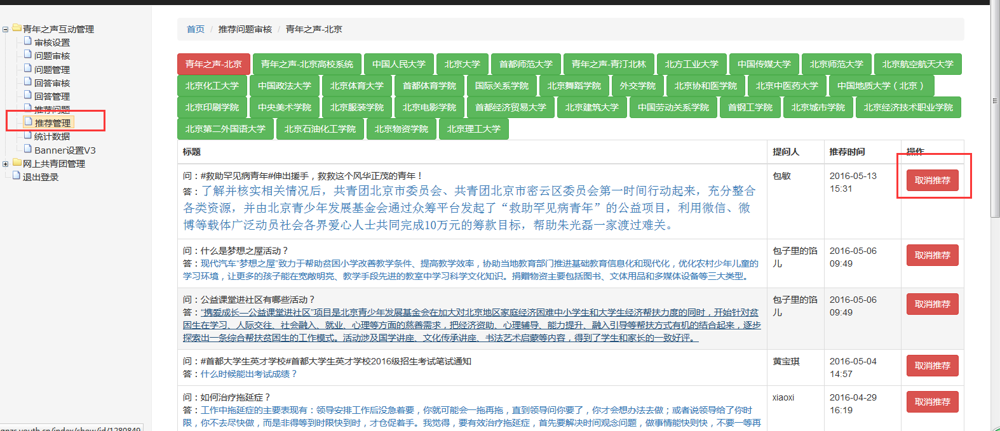 青年之声互动管理
审核设置
问题审核
问题管理
回答审核
回答管理
推荐问题
推荐管理
统计数据
Banner设置V3
网上共青团管理
退出登录
首页 / 推荐问题审核 / 青年之声-北京
青年之声-北京 青年之声-北京高校系统 中国人民大学 北京大学 首都师范大学 青年之声-青汀北林 北方工业大学 中国传媒大学 北京师范大学 北京航空航天大学
北京化工大学 中国政法大学 北京体育大学 首都体育学院 国际关系学院 北京舞蹈学院 外交学院 北京协和医学院 北京中医药大学 中国地质大学（北京）
北京印刷学院 中央美术学院 北京服装学院 北京电影学院 首都经济贸易大学 北京建筑大学 中国劳动关系学院 首钢工学院 北京城市学院 北京经济技术职业学院
北京第二外国语大学 北京石油化工学院 北京物资学院 北京理工大学
标题 提问人 推荐时间 操作
问：#救助罕见病青年#伸出援手，救救这个风华正茂的青年！ 包敏 2016-05-13 取消推荐
15:31
答：了解并核实相关情况后，共青团北京市委员会、共青团北京市密云区委员会第一时间行动起来，充分整合
各类资源，并由北京青少年发展基金会通过众筹平台发起了“救助罕见病青年”的公益项目，利用微信、微
博等载体广泛动员社会各界爱心人士共同完成10万元的筹款目标，帮助朱光磊一家渡过难关。
问：什么是梦想之屋活动？ 包子里的馅 2016-05-06 取消推荐
儿 09:49
答：现代汽车“梦想之屋”致力于帮助贫困小学改善教学条件、提高教学效率，协助当地教育部门推进基础教育信息化和现代化，优化农村少年儿童的
学习环境，让更多的孩子能在宽敞明亮、教学手段先进的教室中学习科学文化知识。捐赠物资主要包括图书、文体用品和多媒体设备等三大类型。
问：公益课堂进社区有哪些活动？ 包子里的馅 2016-05-06 取消推荐
儿 09:49
答：“携爱成长—公益课堂进社区”项目是北京青少年发展基金会在加大对北京地区家庭经济困难中小学生和大学生经济帮扶力度的同时，开始针对贫
困生在学习、人际交往、社会融入、就业、心理等方面的慈善需求，把经济资助、心理辅导、能力提升、融入引导等帮扶方式有机的结合起来，逐步
探索出一条综合帮扶贫困生的工作模式。活动涉及国学讲座、文化传承讲座、书法艺术启蒙等内容，得到了学生和家长的一致好评。
问：#首都大学生英才学校#首都大学生英才学校2016级招生考试笔试通知 黄宝琪 2016-05-04 取消推荐
14:57
答：什么时候能出考试成绩？
问：如何治疗拖延症？ xiaoxi 2016-04-29 取消推荐
16:19
答：工作中拖延症的主要表现有：领导安排工作后没急着要，你就可能会一拖再拖，直到领导问你要了，你才会想办法去做；或者说领导给了你时
限，你不去尽快做，而是非得等到时限快到时，才仓促着手。我觉得，要有效治疗拖延症，首先要解决时间观念问题，做事情能快则快，不要一等再